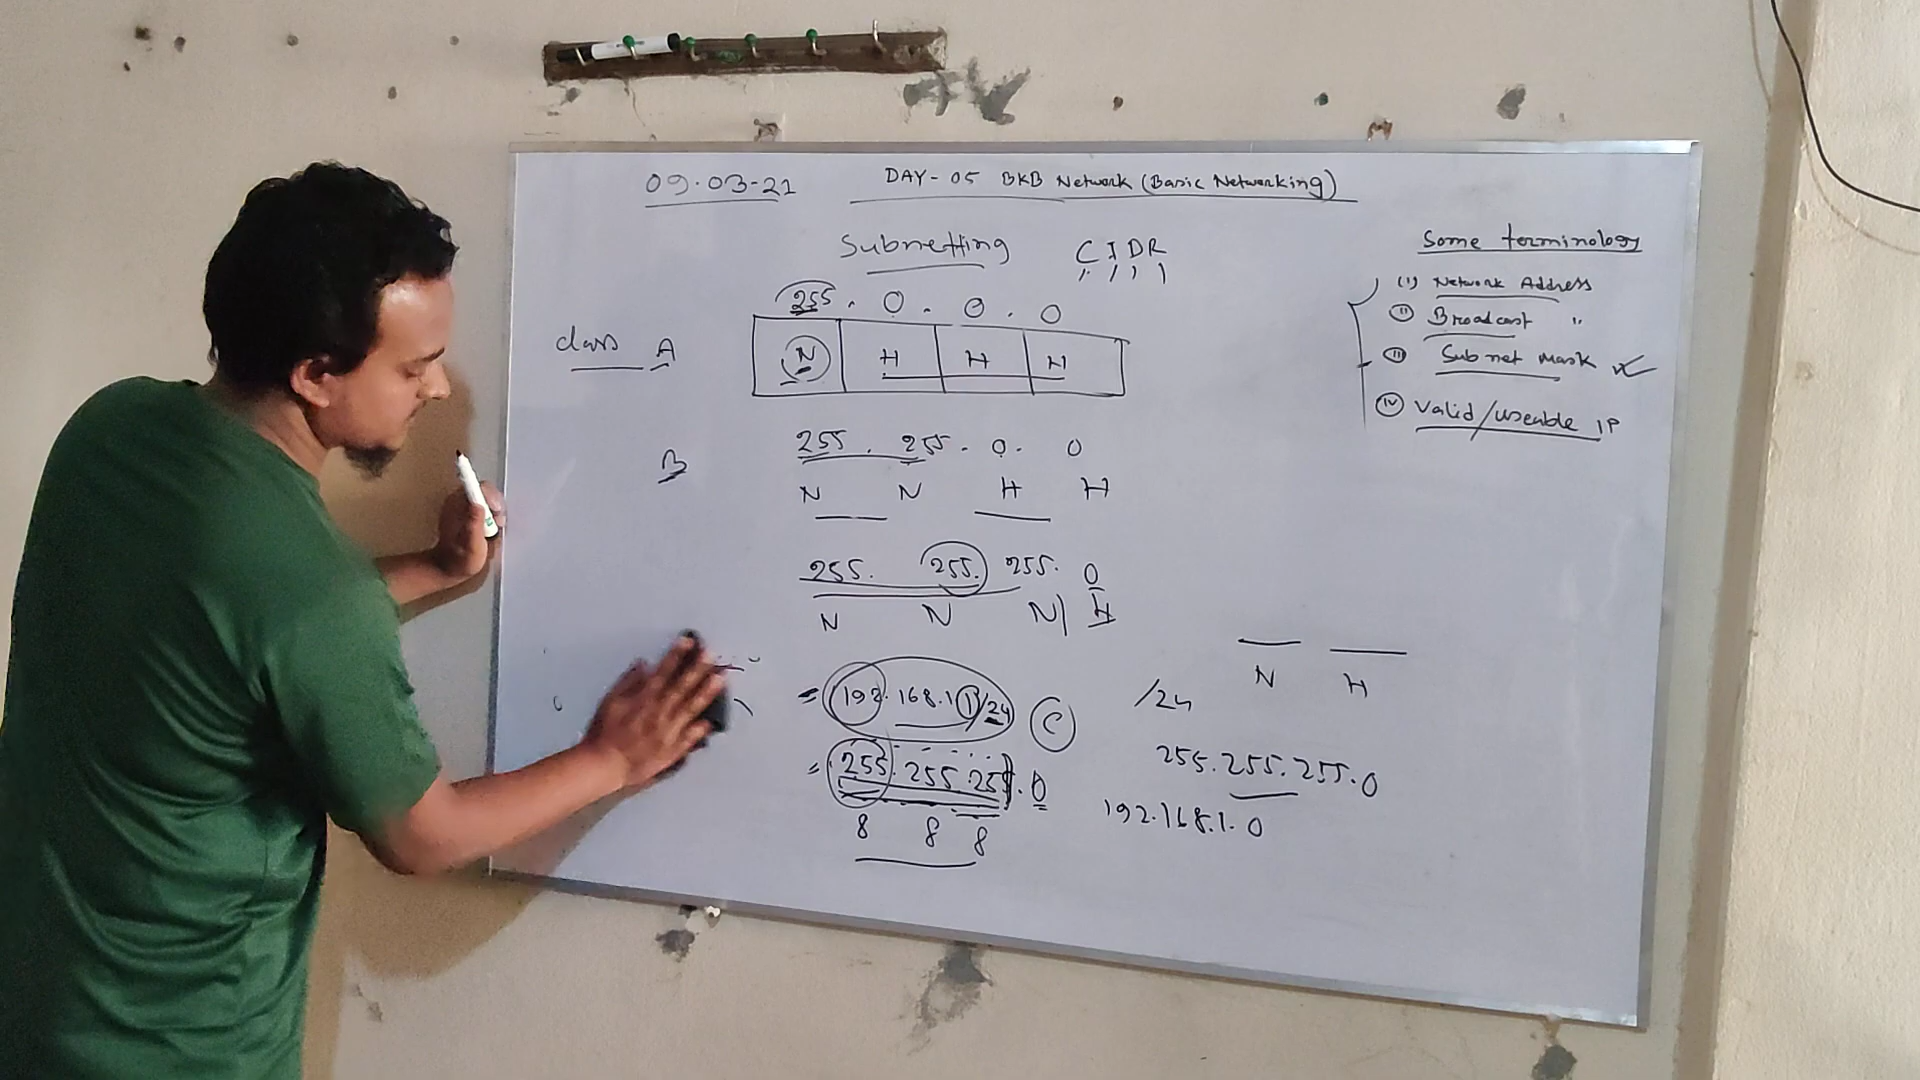 09.03-21
DAY-05 BKB Network (Basic Networking)
Subnetting CIDR
255. 0. 0. 0
class A
N H H H
B
255. 255. 0. 0
N N H H
255. 255. 255. 0
N N N H
= 192.168.1.1/24 C
= 255.255.255.0
8 8 8
Some terminology
(i) Network Address
(ii) Broadcast "
(iii) Subnet Mask
(iv) Valid/useable IP
N H
/24
255.255.255.0
192.168.1.0